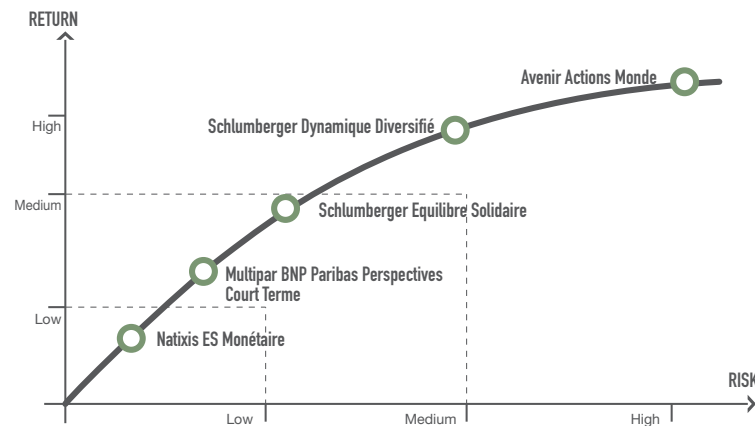 RETURN
Avenir Actions Monde
High
Schlumberger Dynamique Diversifié
Medium
Schlumberger Equilibre Solidaire
Multipar BNP Paribas Perspectives
Court Terme
Low
Natixis ES Monétaire
RISK
Low
Medium
High